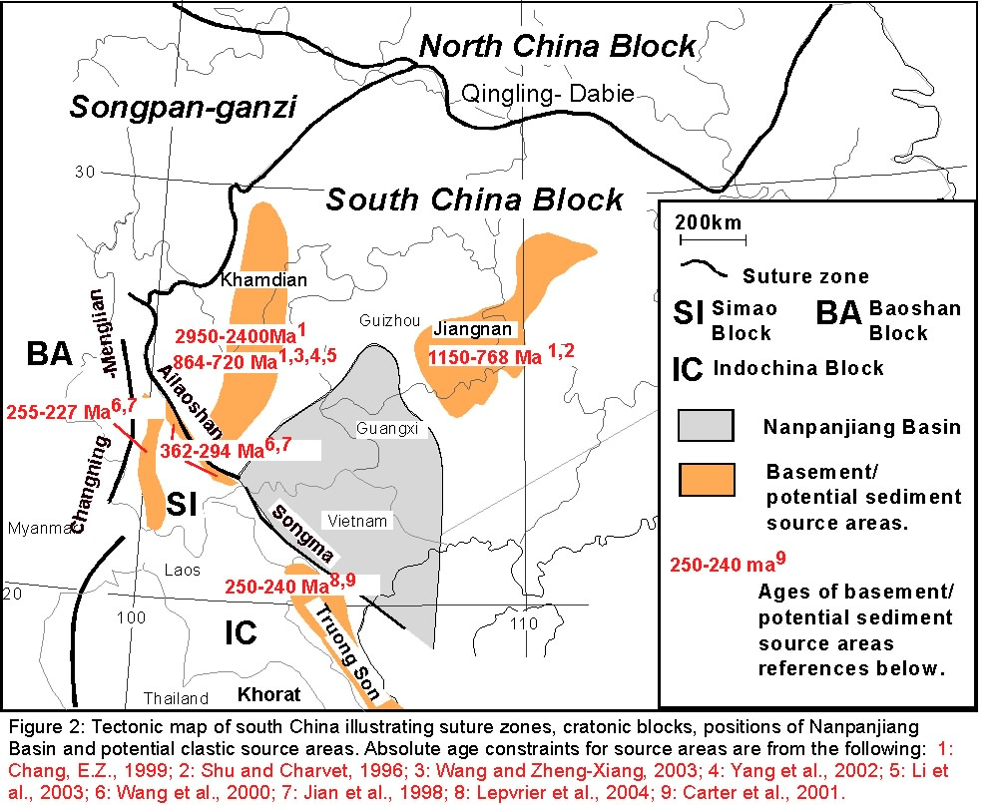 North China Block
Qingling- Dabie
Songpan-ganzi
30
South China Block
Khamdian
2950-2400Ma1
864-720 Ma 1,3,4,5
Guizhou
Jiangnan
1150-768 Ma 1,2
BA
-Menglian
Changning
Ailaoshan
255-227 Ma6,7
362-294 Ma6,7
Guangxi
SI
Songma
Vietnam
Myanma
Laos
250-240 Ma8,9
20
100
110
IC
Truong Son
Thailand
Khorat
200km
Suture zone
SI Simao Block
BA Baoshan Block
IC Indochina Block
Nanpanjiang Basin
Basement/
potential sediment
source areas.
250-240 ma9
Ages of basement/
potential sediment
source areas
references below.
Figure 2: Tectonic map of south China illustrating suture zones, cratonic blocks, positions of Nanpanjiang
Basin and potential clastic source areas. Absolute age constraints for source areas are from the following: 1:
Chang, E.Z., 1999; 2: Shu and Charvet, 1996; 3: Wang and Zheng-Xiang, 2003; 4: Yang et al., 2002; 5: Li et
al., 2003; 6: Wang et al., 2000; 7: Jian et al., 1998; 8: Lepvrier et al., 2004; 9: Carter et al., 2001.